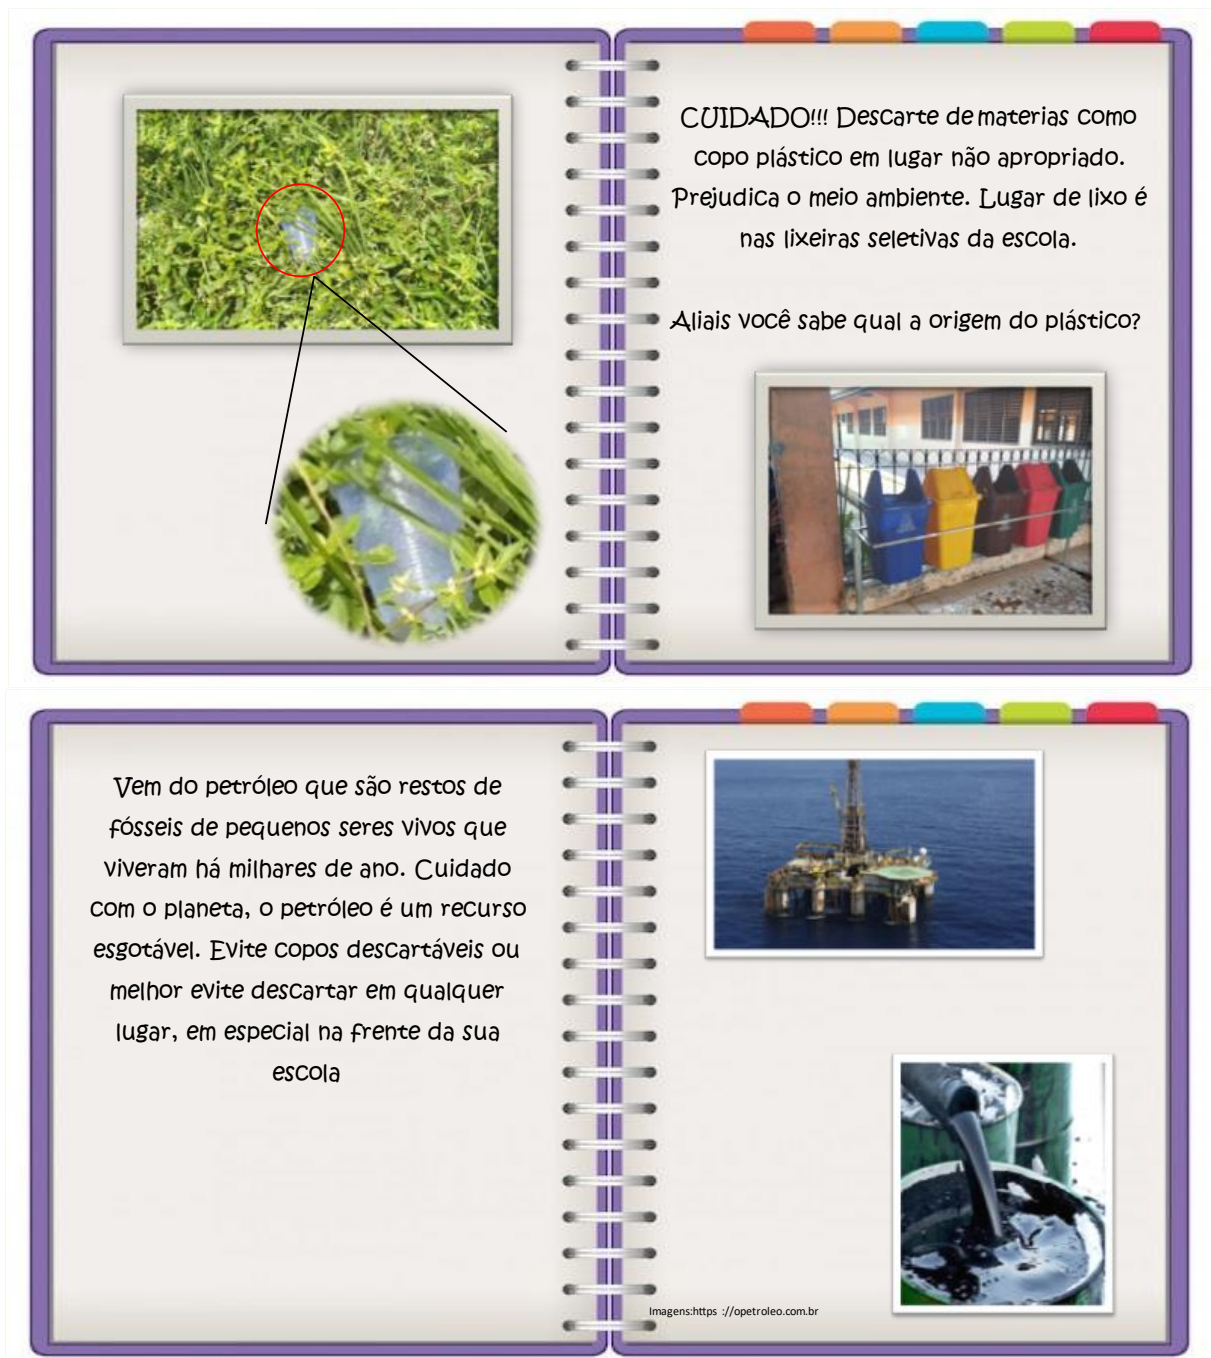 CUIDADO!!! Descarte de materias como
copo plástico em lugar não apropriado.
Prejudica o meio ambiente. Lugar de lixo é
nas lixeiras seletivas da escola.
Aliais você sabe qual a origem do plástico?
Vem do petróleo que são restos de
fósseis de pequenos seres vivos que
viveram há milhares de ano. Cuidado
com o planeta, o petróleo é um recurso
esgotável. Evite copos descartáveis ou
melhor evite descartar em qualquer
lugar, em especial na frente da sua
escola
Imagens:https ://opetroleo.com.br